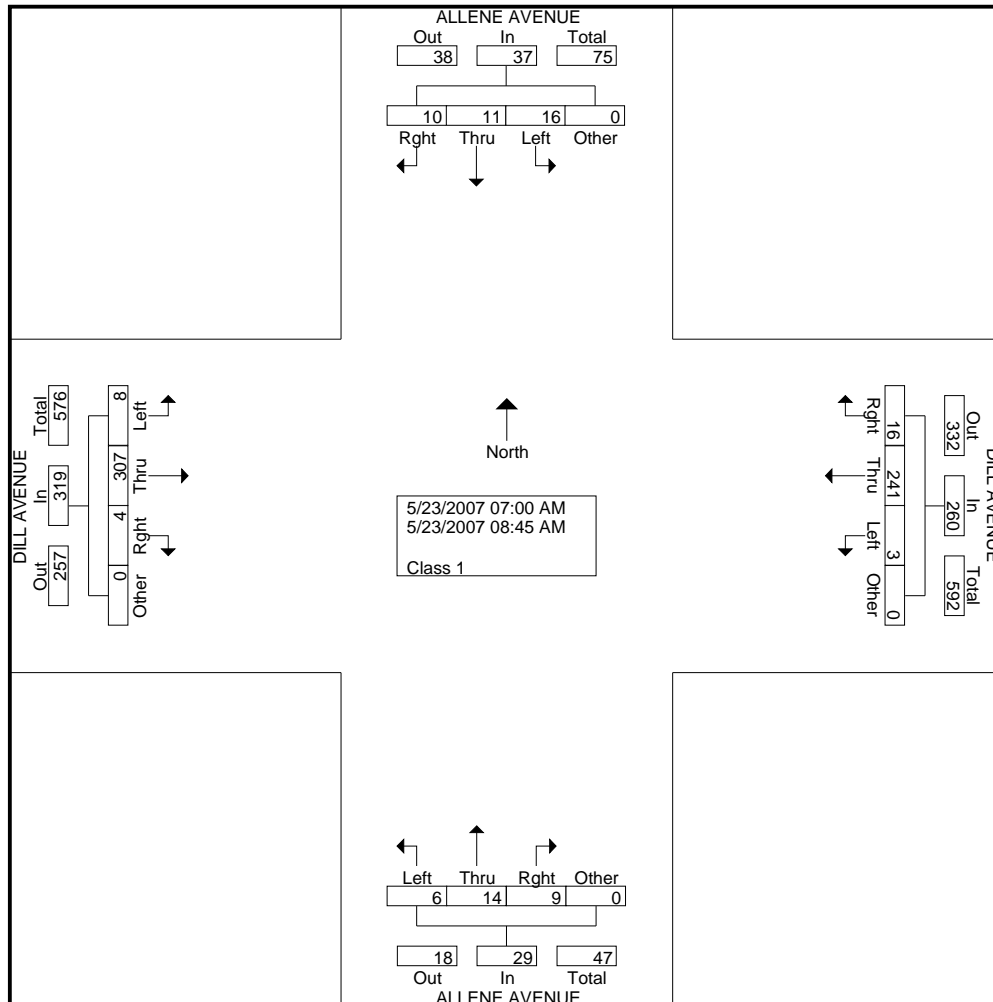 ALLENE AVENUE
Out In Total
38 37 75
10 11 16 0
Rght Thru Left Other
DILL AVENUE
Total In Out
576 319 257
8 307 4 0
Left Thru Rght Other
North
5/23/2007 07:00 AM
5/23/2007 08:45 AM
Class 1
Rght Thru Left Other
16 241 3 0
332 260 592
Out In Total
DILL AVENUE
Left Thru Rght Other
6 14 9 0
18 29 47
Out In Total
ALLENE AVENUE